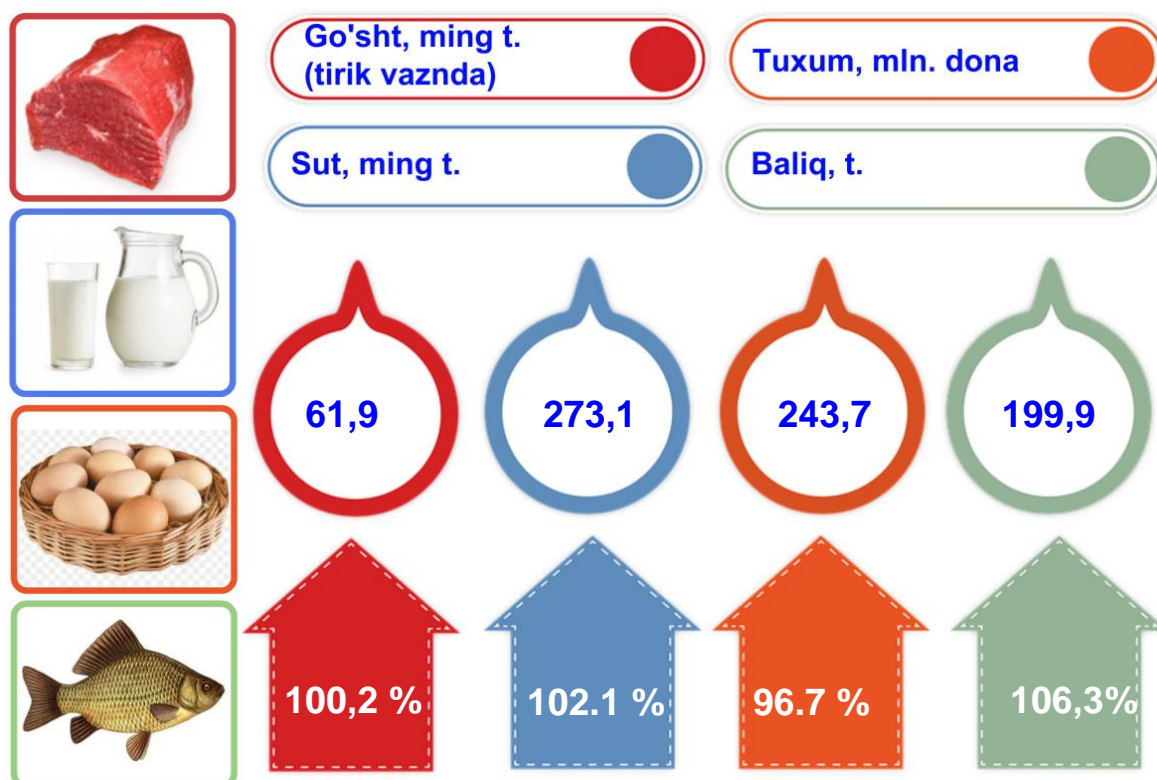 Go'sht, ming t.
(tirik vaznda)
Tuxum, mln. dona
Sut, ming t.
Baliq, t.
61,9
273,1
243,7
199,9
100,2 %
102.1 %
96.7 %
106,3%